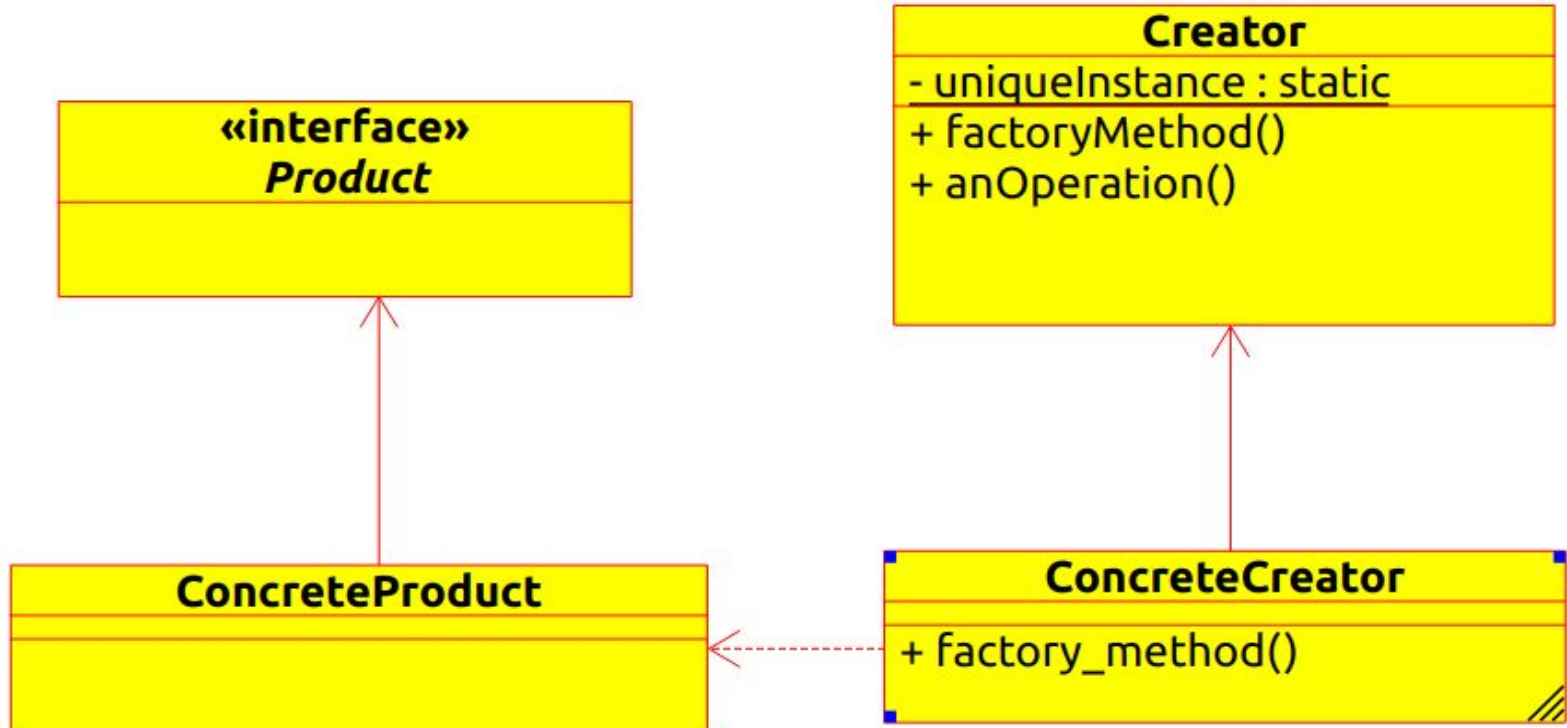 «interface»
Product
Creator
- uniqueInstance : static
+ factoryMethod()
+ anOperation()
ConcreteProduct
ConcreteCreator
+ factory_method()